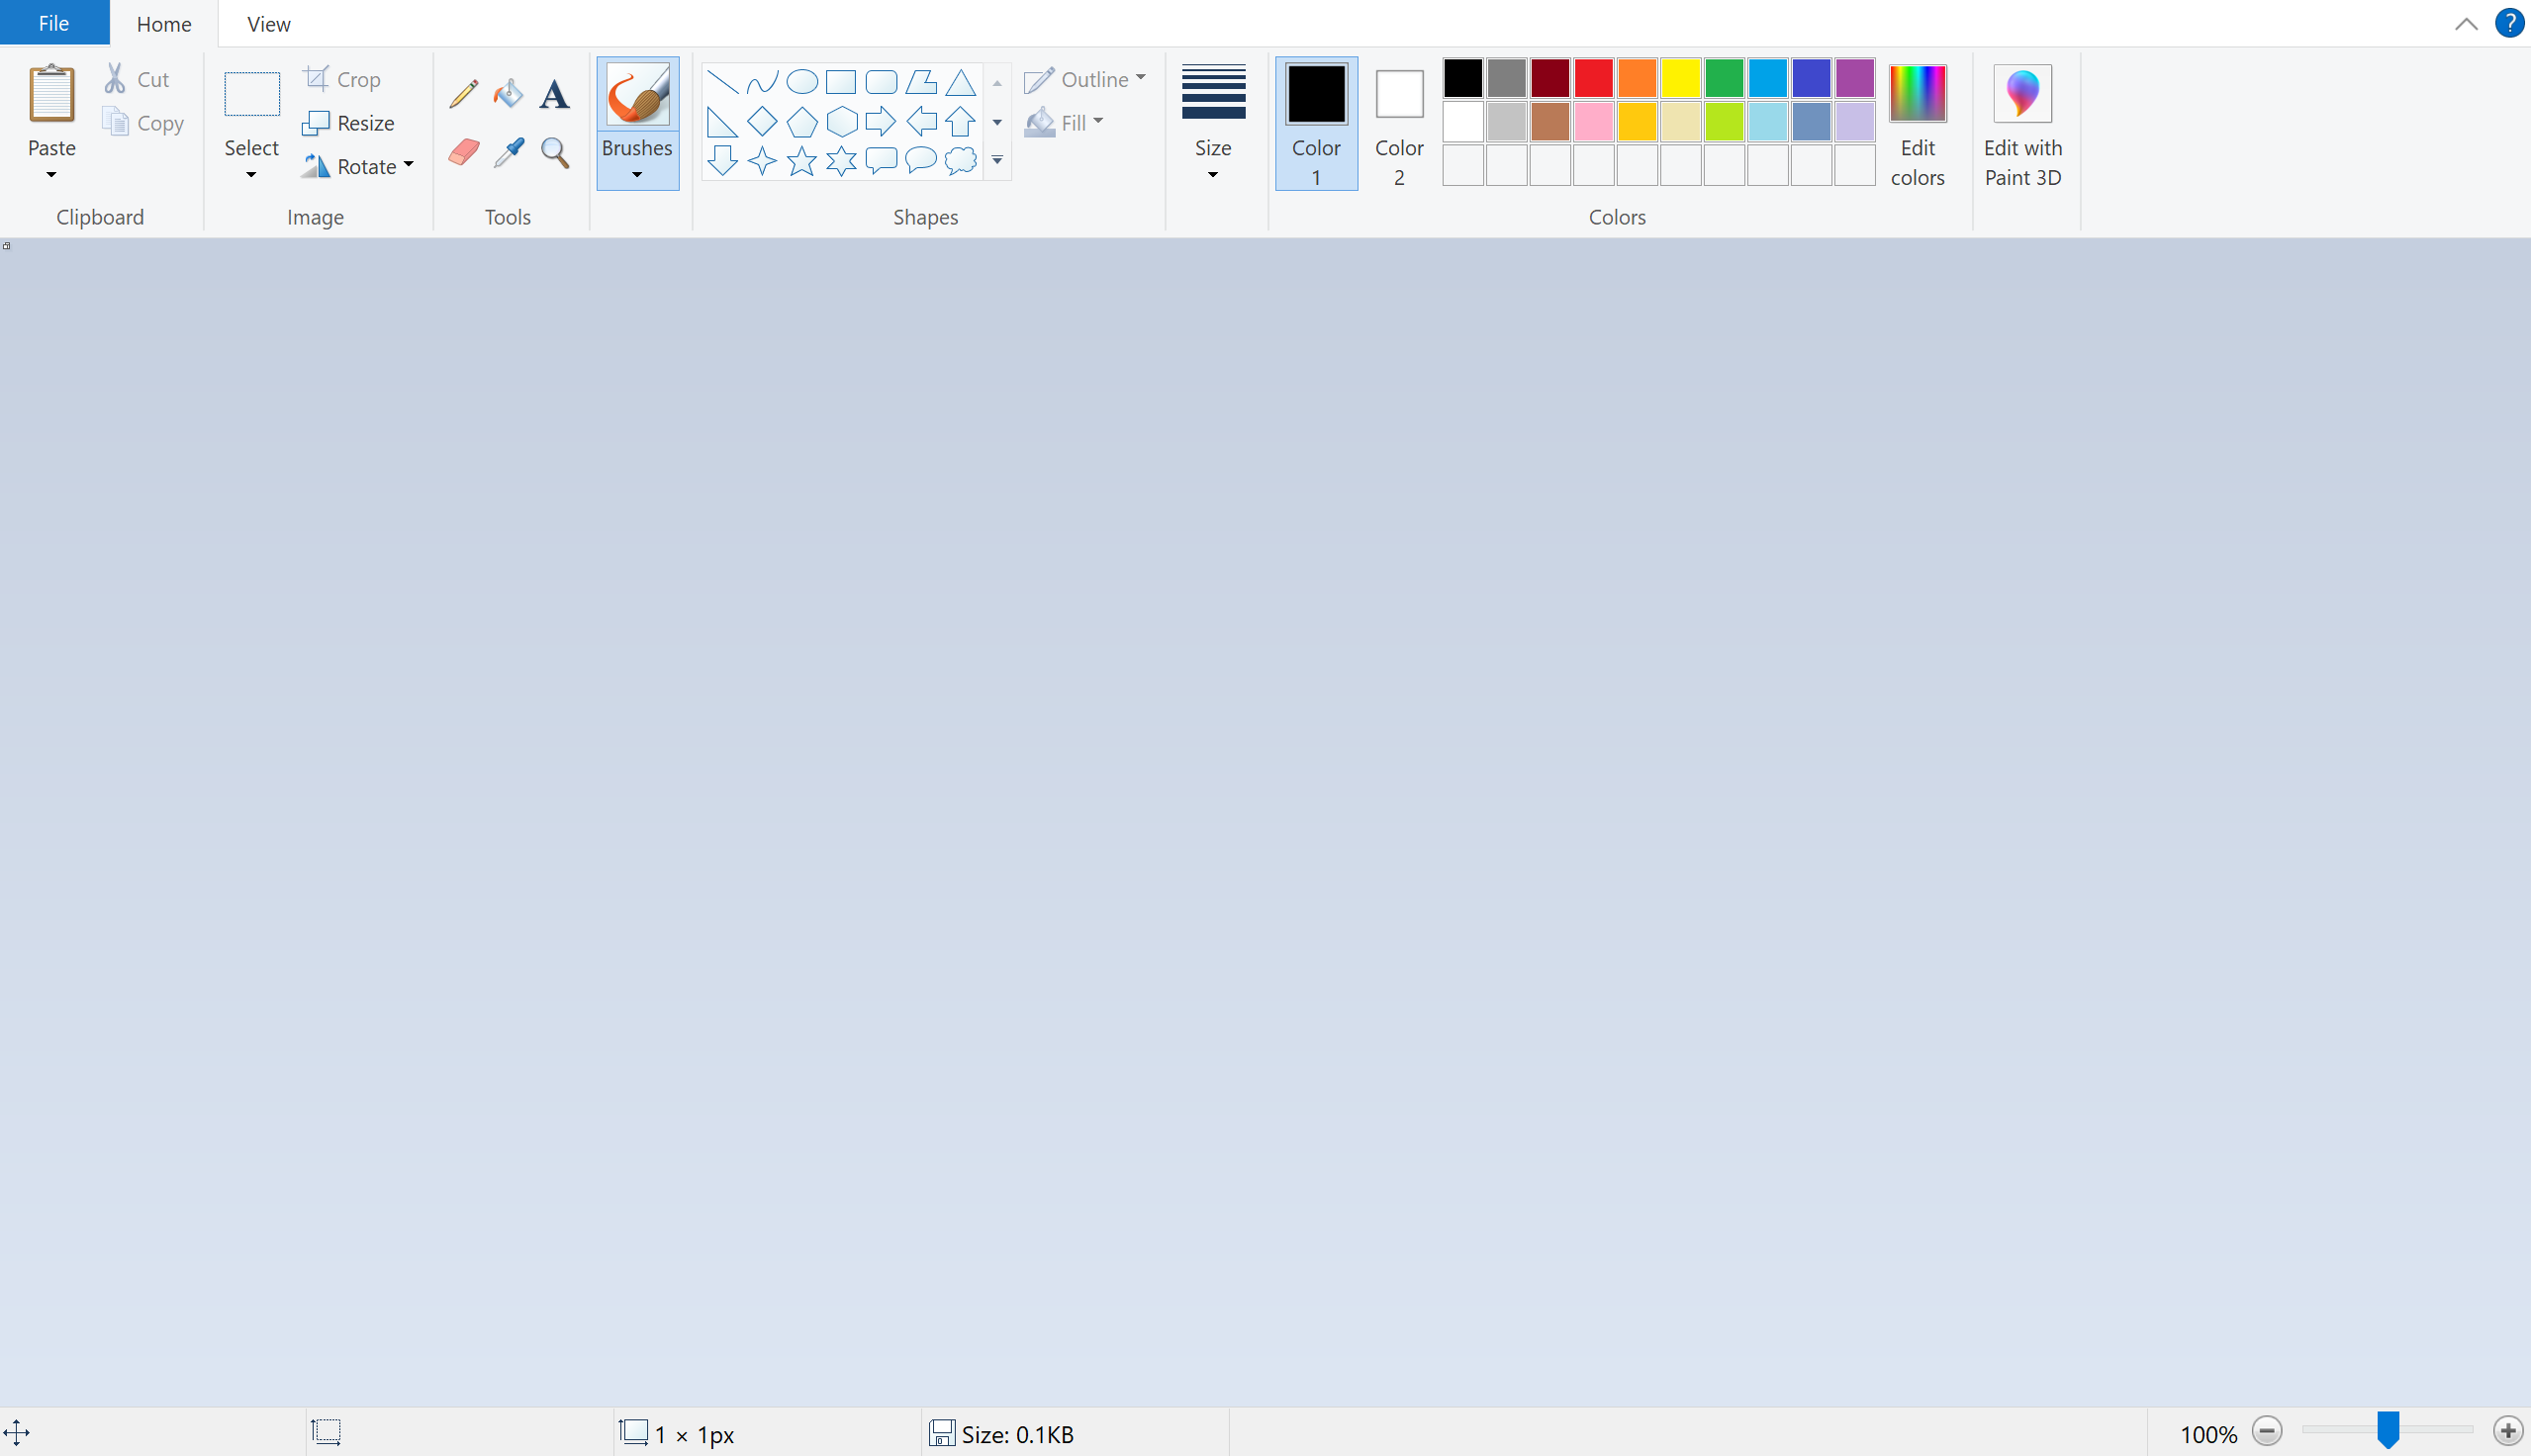 File Home View ?
Cut
Copy
Paste
Clipboard
Crop
Resize
Rotate
Select
Image
A
Tools
Brushes
Outline
Fill
Shapes
Size
Color 1
Color 2
Edit colors
Colors
Edit with Paint 3D
1 × 1px
Size: 0.1KB
100%